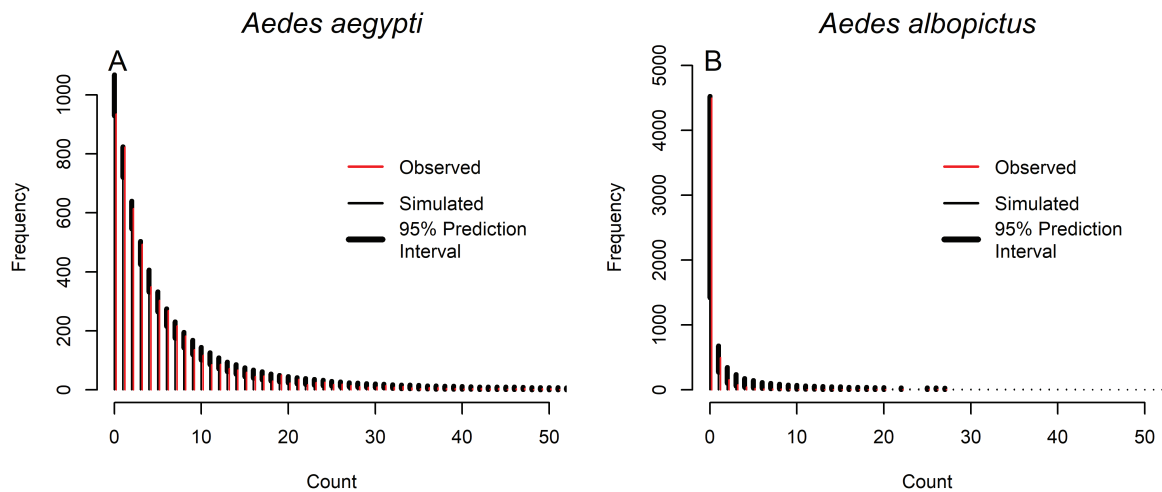 Aedes aegypti
A
Frequency
0
200
400
600
800
1000
Observed
Simulated
95% Prediction
Interval
0 10 20 30 40 50
Count
Aedes albopictus
B
Frequency
0
1000
2000
3000
4000
5000
Observed
Simulated
95% Prediction
Interval
0 10 20 30 40 50
Count